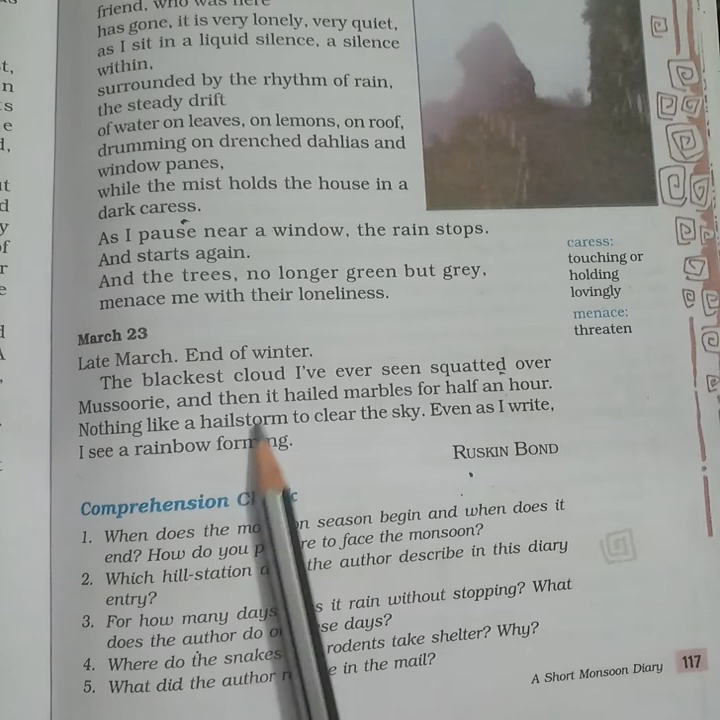 friend, who was here
has gone, it is very lonely, very quiet,
as I sit in a liquid silence, a silence
within,
surrounded by the rhythm of rain,
the steady drift
of water on leaves, on lemons, on roof,
drumming on drenched dahlias and
window panes,
while the mist holds the house in a
dark caress.
As I pause near a window, the rain stops.
And starts again.
And the trees, no longer green but grey,
menace me with their loneliness.
caress:
touching or
holding
lovingly
menace:
threaten
March 23
Late March. End of winter.
The blackest cloud I've ever seen squatted over
Mussoorie, and then it hailed marbles for half an hour.
Nothing like a hailstorm to clear the sky. Even as I write,
I see a rainbow forming.
RUSKIN BOND
Comprehension
1. When does the season begin and when does it
end? How do you to face the monsoon?
2. Which hill-station the author describe in this diary
entry?
3. For how many days it rain without stopping? What
does the author do days?
4. Where do the snakes rodents take shelter? Why?
5. What did the author in the mail?
A Short Monsoon Diary 117